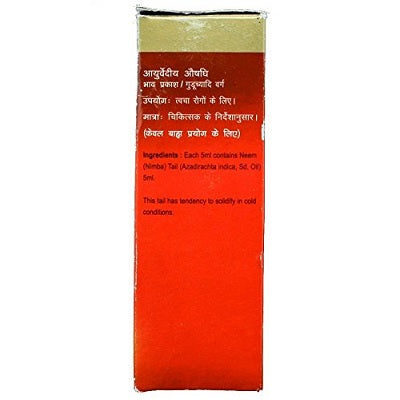 आयुर्वेदीय औषधि
भाव प्रकाश / गुडूच्यादि वर्ग
उपयोग: त्वचा रोगों के लिए।
मात्रा: चिकित्सक के निर्देशानुसार।
(केवल बाह्य प्रयोग के लिए)
Ingredients : Each 5ml contains Neem
(Nimba) Tail (Azadirachta indica, Sd, Oil)
5ml.
This tail has tendency to solidify in cold
conditions.